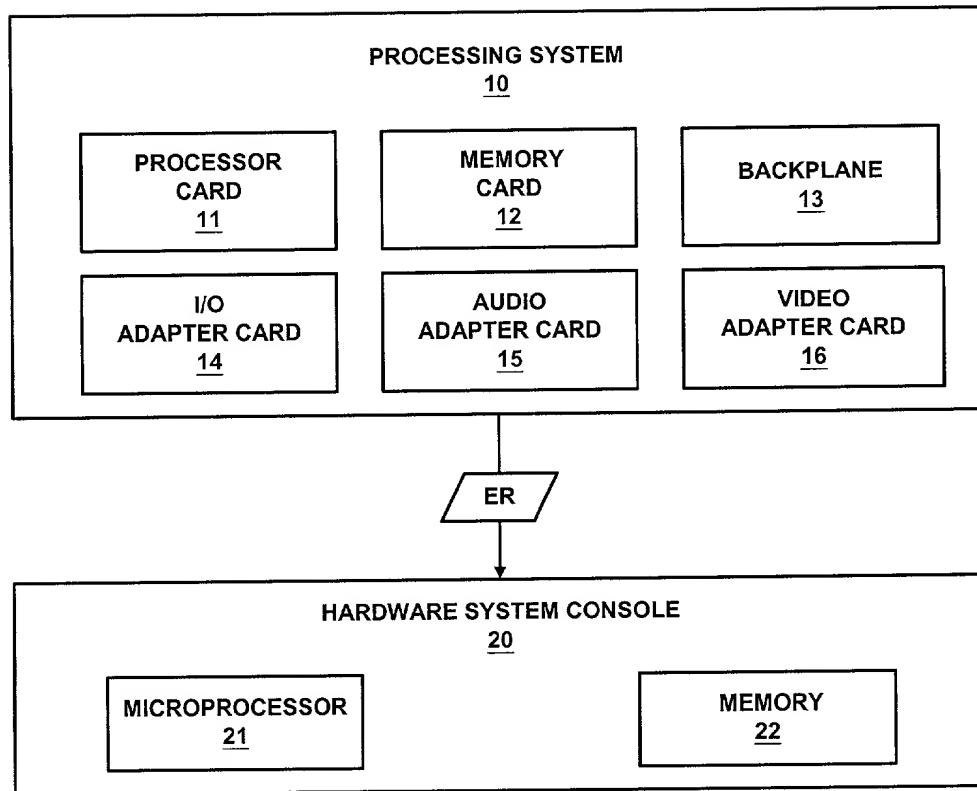 PROCESSING SYSTEM
10
PROCESSOR
CARD
11
MEMORY
CARD
12
BACKPLANE
13
I/O
ADAPTER CARD
14
AUDIO
ADAPTER CARD
15
VIDEO
ADAPTER CARD
16
ER
HARDWARE SYSTEM CONSOLE
20
MICROPROCESSOR
21
MEMORY
22